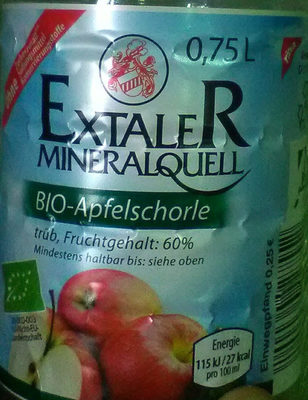 0,75 L
EXTALER
MINERALQUELL
BIO-Apfelschorle
trüb, Fruchtgehalt: 60%
Mindestens haltbar bis: siehe oben
Energie
115 kJ / 27 kcal
pro 100 ml
Einwegpfand 0,25 €